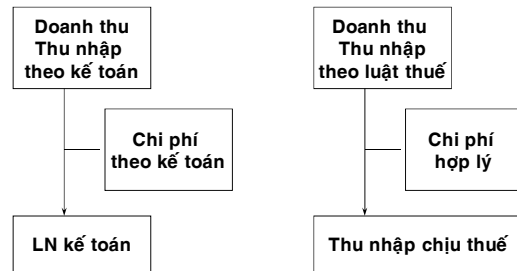 Doanh thu
Thu nhập
theo kế toán
Doanh thu
Thu nhập
theo luật thuế
Chi phí
theo kế toán
Chi phí
hợp lý
LN kế toán
Thu nhập chịu thuế